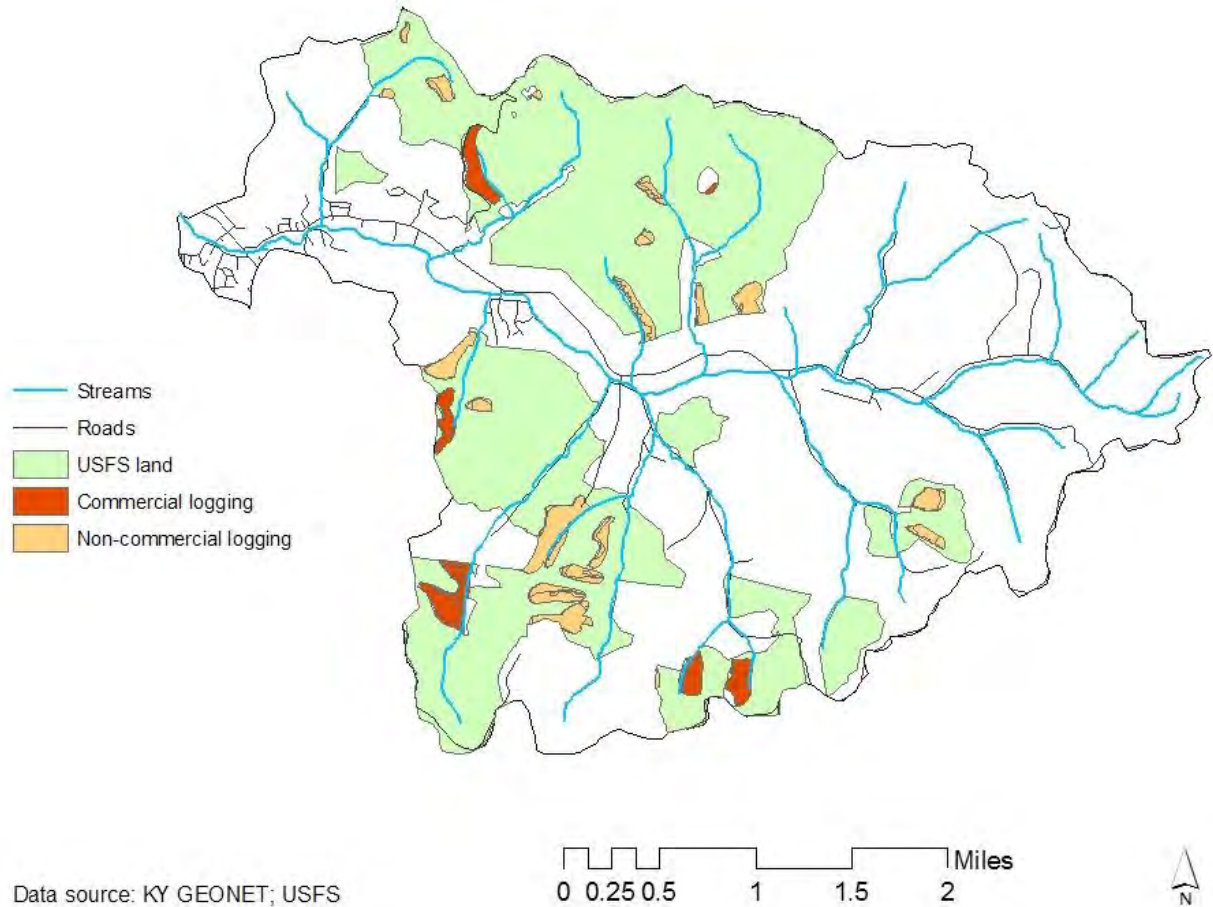 Streams
Roads
USFS land
Commercial logging
Non-commercial logging
Miles
0 0.25 0.5 1 1.5 2
Data source: KY GEONET; USFS
N